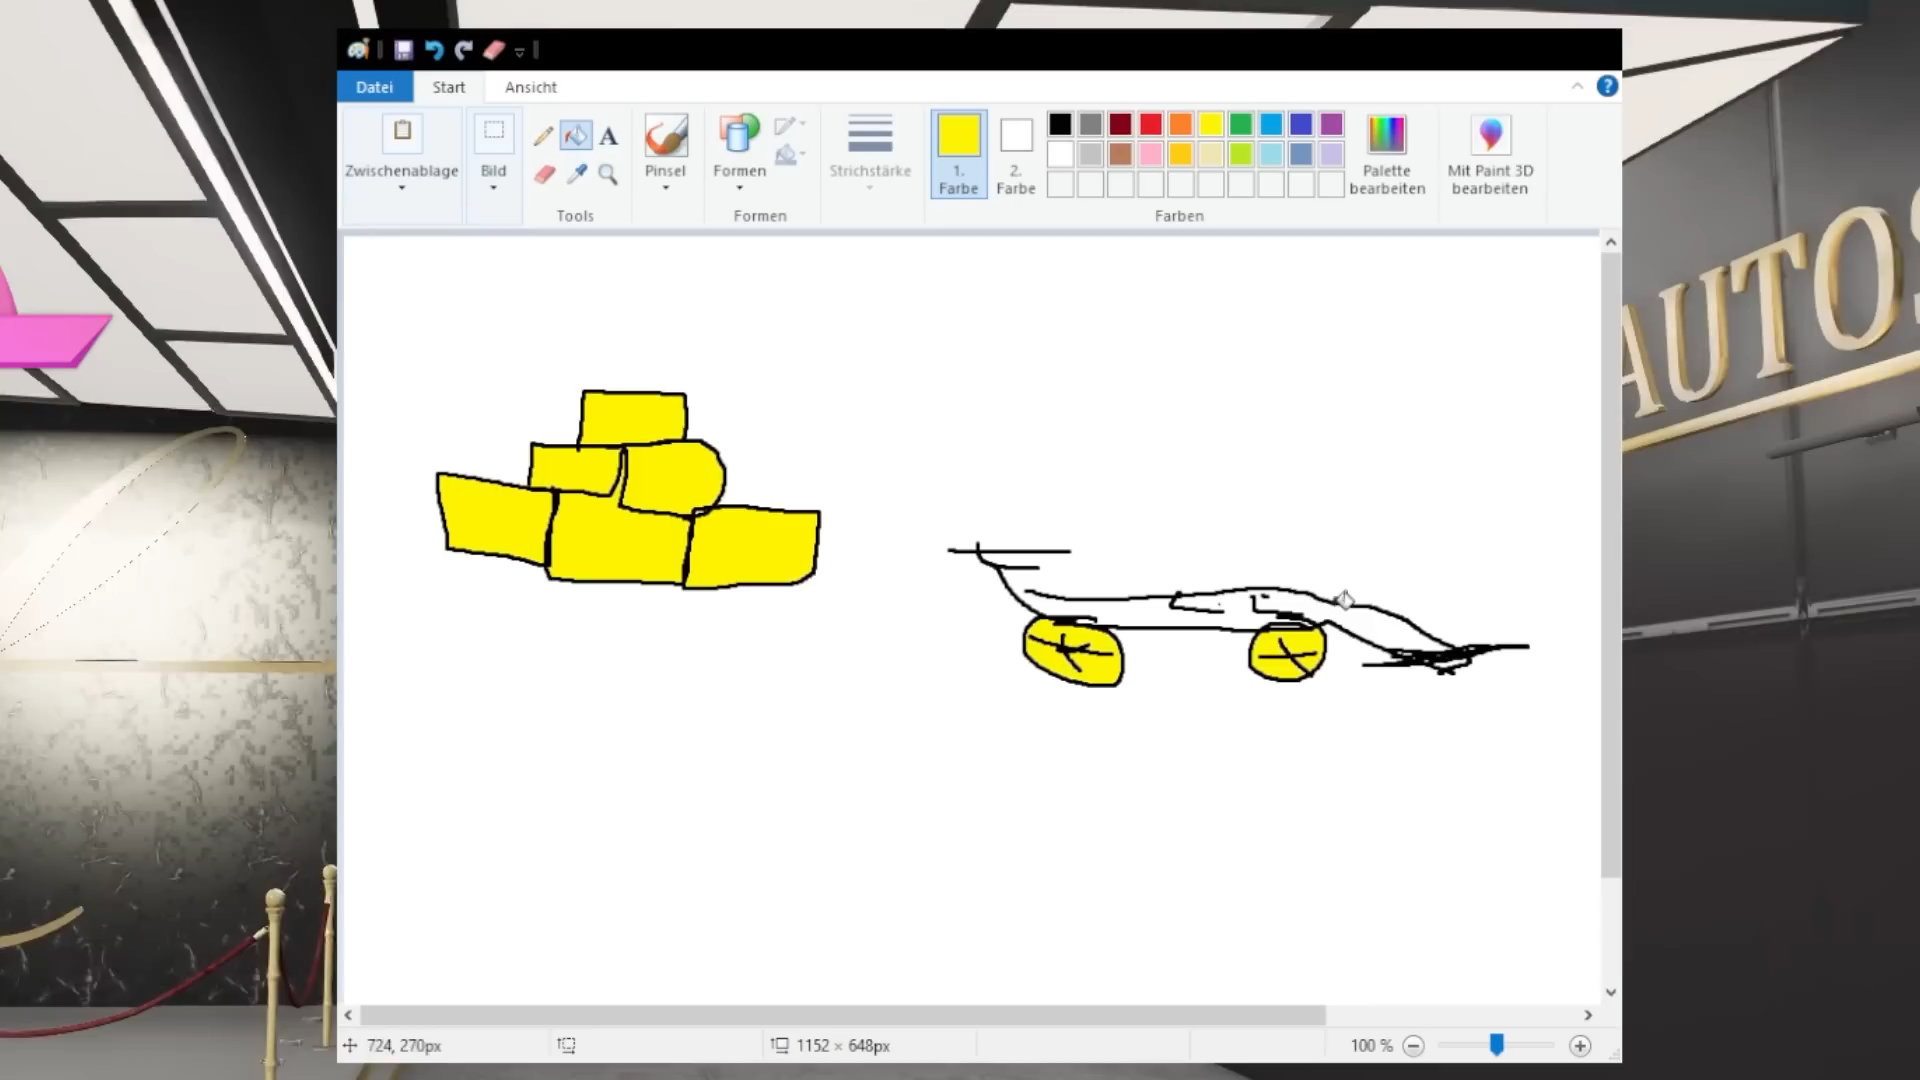 Datei Start Ansicht
Zwischenablage
Bild
Tools
A
Pinsel
Formen
Formen
Strichstärke
1. Farbe
2. Farbe
Farben
Palette bearbeiten
Mit Paint 3D bearbeiten
?
AUTOS
724, 270px
1152 × 648px
100 %